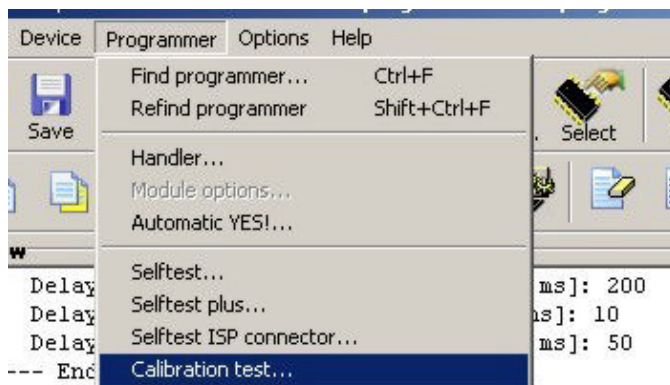 Device Programmer Options Help
Find programmer... Ctrl+F
Refind programmer Shift+Ctrl+F
Save
Select
Handler...
Module options...
Automatic YES!...
w
Selftest...
Delay ms]: 200
Selftest plus...
Delay s]: 10
Selftest ISP connector...
Delay ms]: 50
--- End
Calibration test...